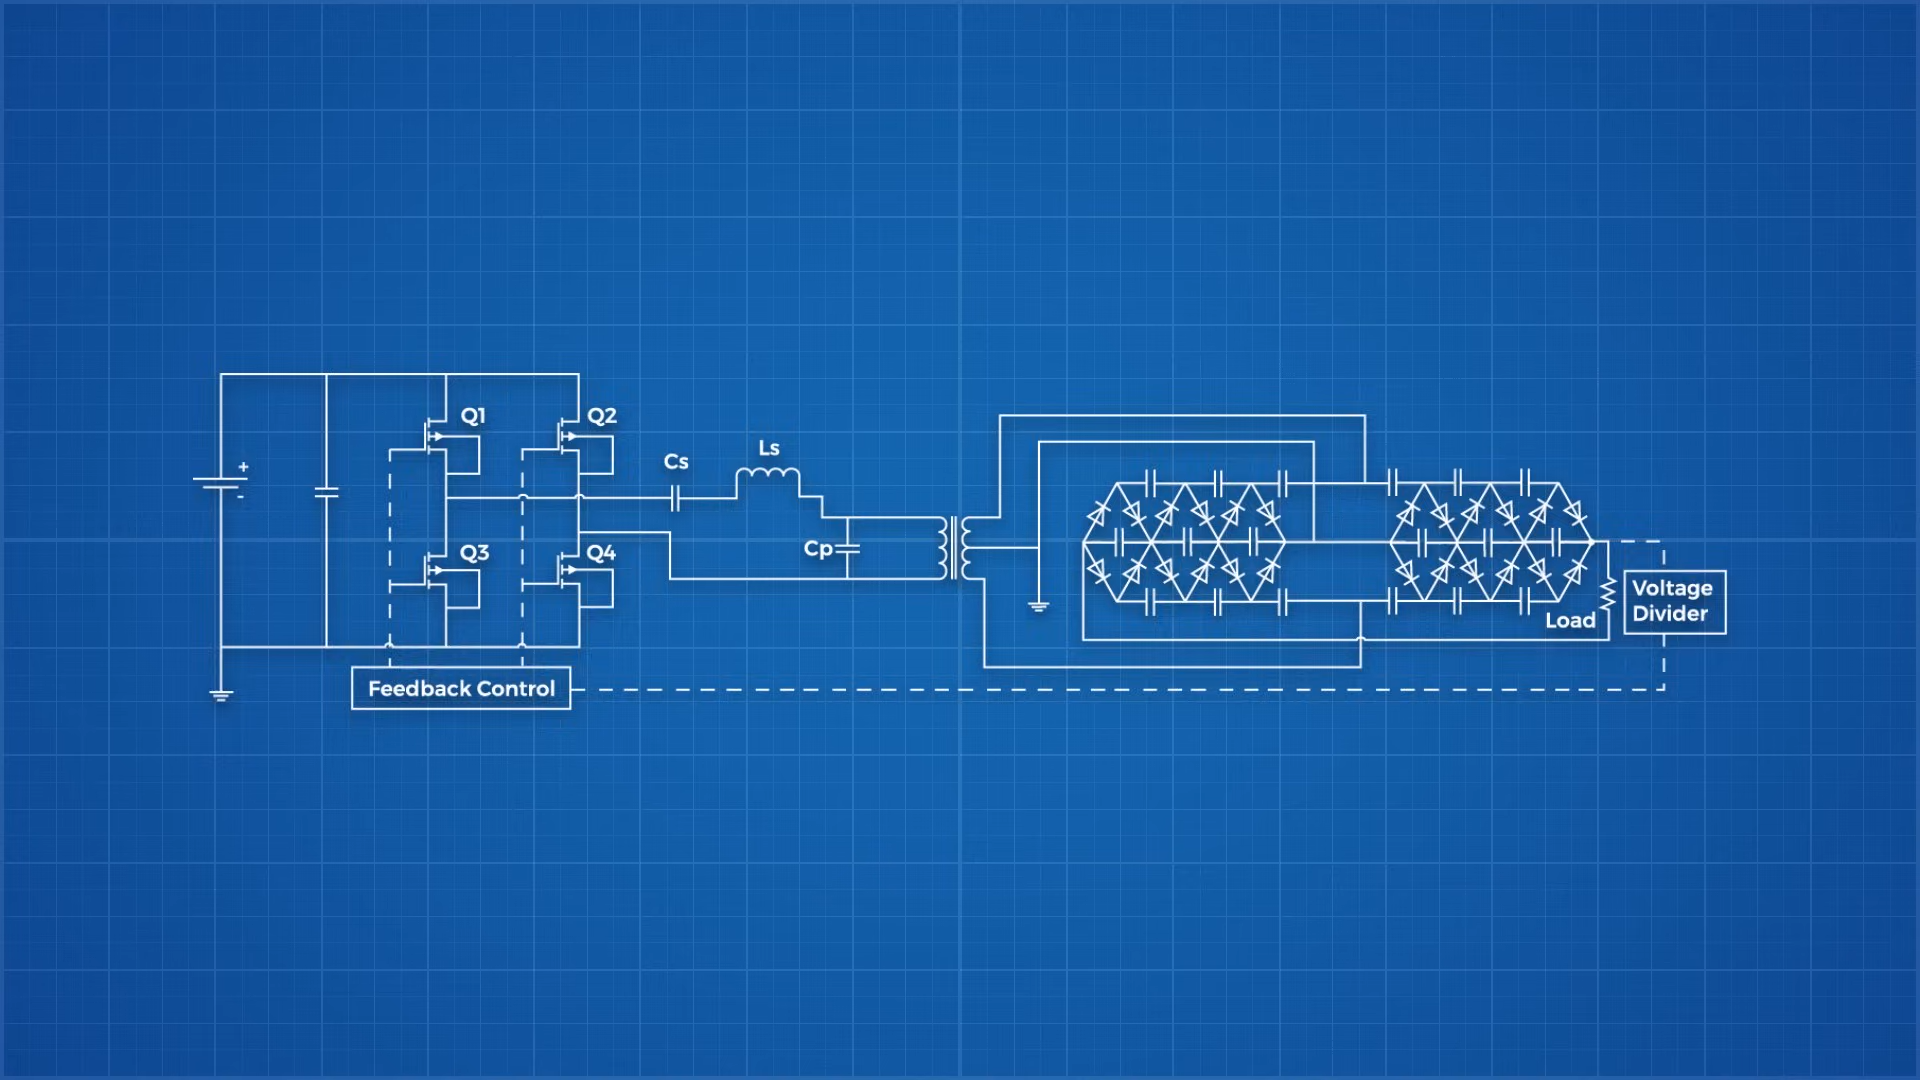 Q1
Q2
+
-
Cs
Ls
Q3
Q4
Cp
Load
Voltage
Divider
Feedback Control